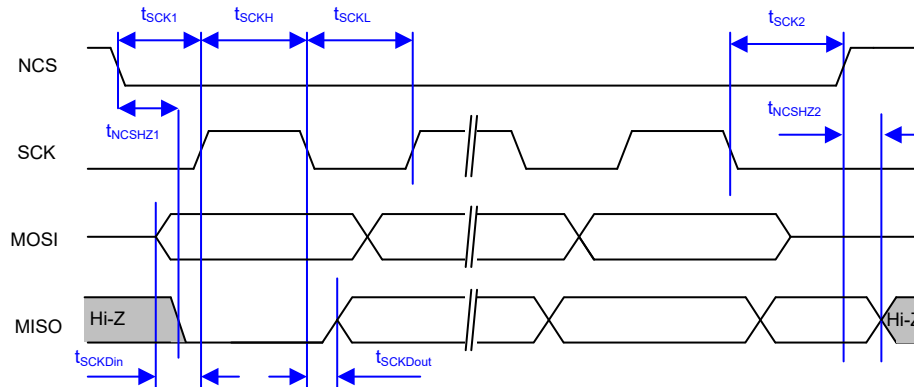 tSCK1 tSCKH tSCKL tSCK2
NCS
tNCSHZ1 tNCSHZ2
SCK
MOSI
MISO Hi-Z Hi-Z
tSCKDin tSCKDout